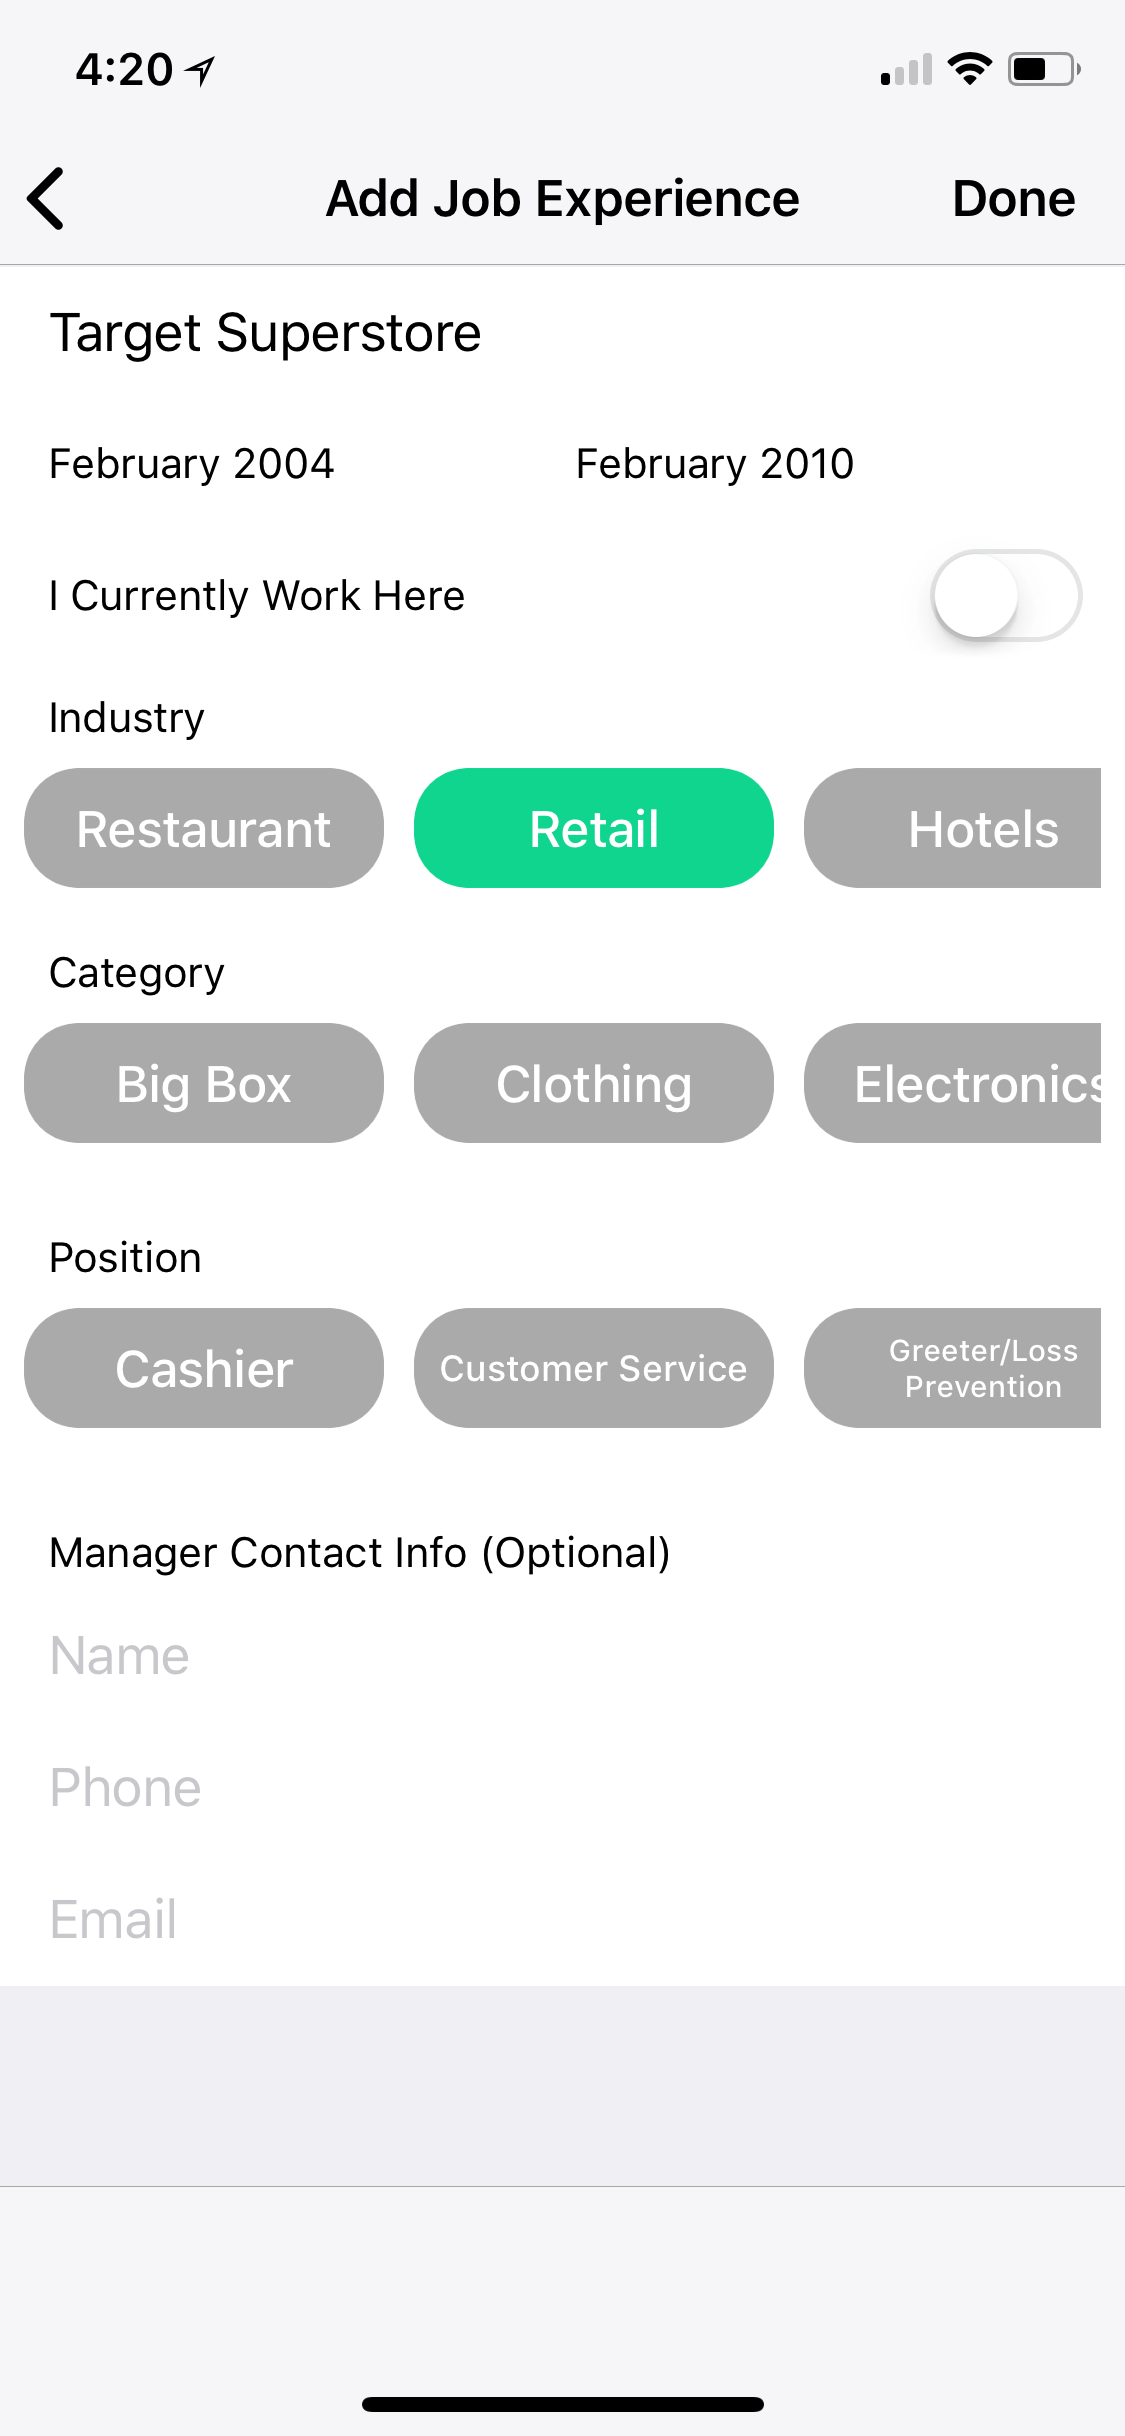 4:20
Add Job Experience
Done
Target Superstore
February 2004
February 2010
I Currently Work Here
Industry
Restaurant
Retail
Hotels
Category
Big Box
Clothing
Electronics
Position
Cashier
Customer Service
Greeter/Loss
Prevention
Manager Contact Info (Optional)
Name
Phone
Email